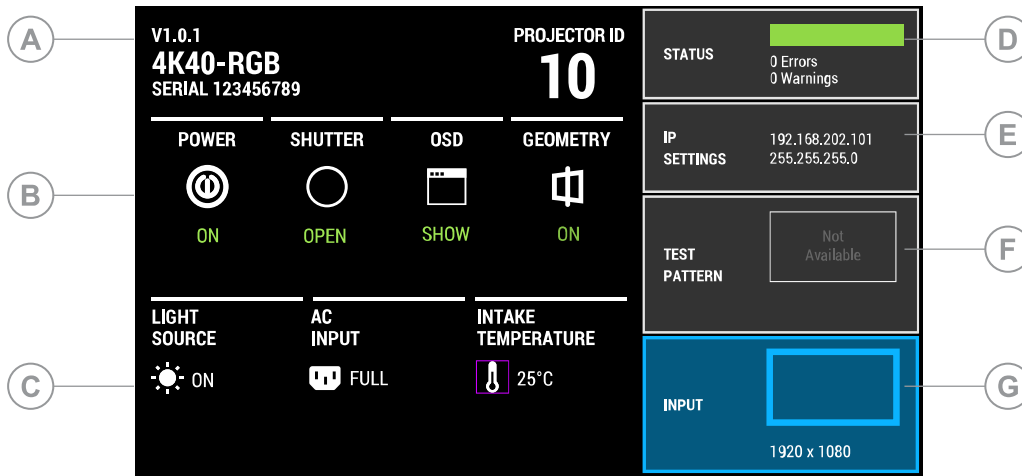 A
V1.0.1
4K40-RGB
SERIAL 123456789
PROJECTOR ID
10
B
POWER
ON
SHUTTER
OPEN
OSD
SHOW
GEOMETRY
ON
C
LIGHT
SOURCE
ON
AC
INPUT
FULL
INTAKE
TEMPERATURE
25°C
STATUS
0 Errors
0 Warnings
D
IP
SETTINGS
192.168.202.101
255.255.255.0
E
TEST
PATTERN
Not
Available
F
INPUT
1920 x 1080
G